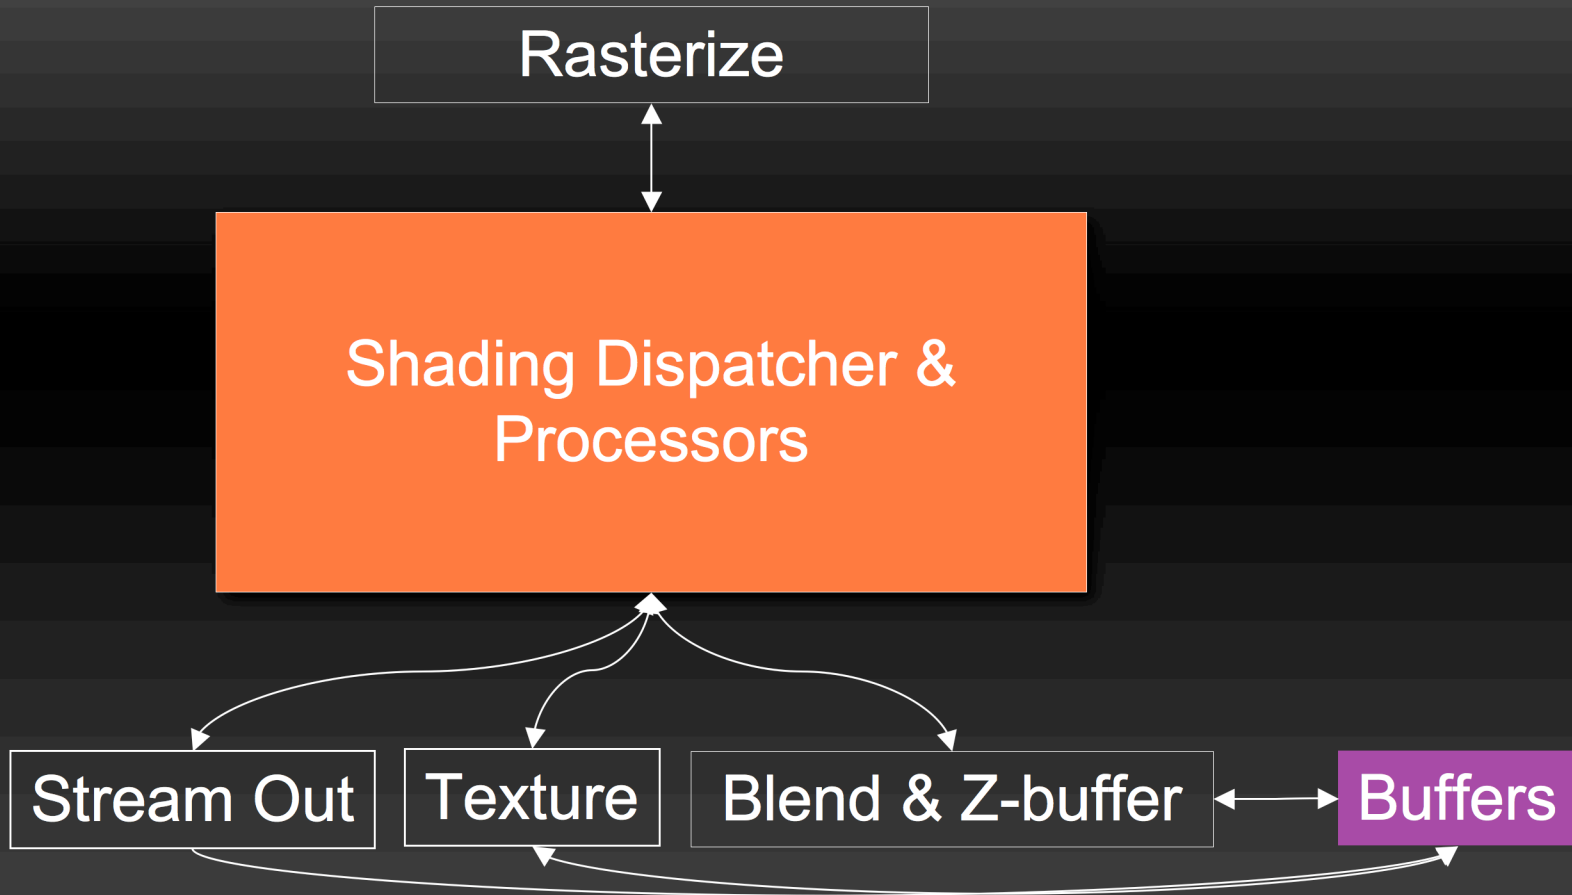 Rasterize
Shading Dispatcher &
Processors
Stream Out
Texture
Blend & Z-buffer
Buffers